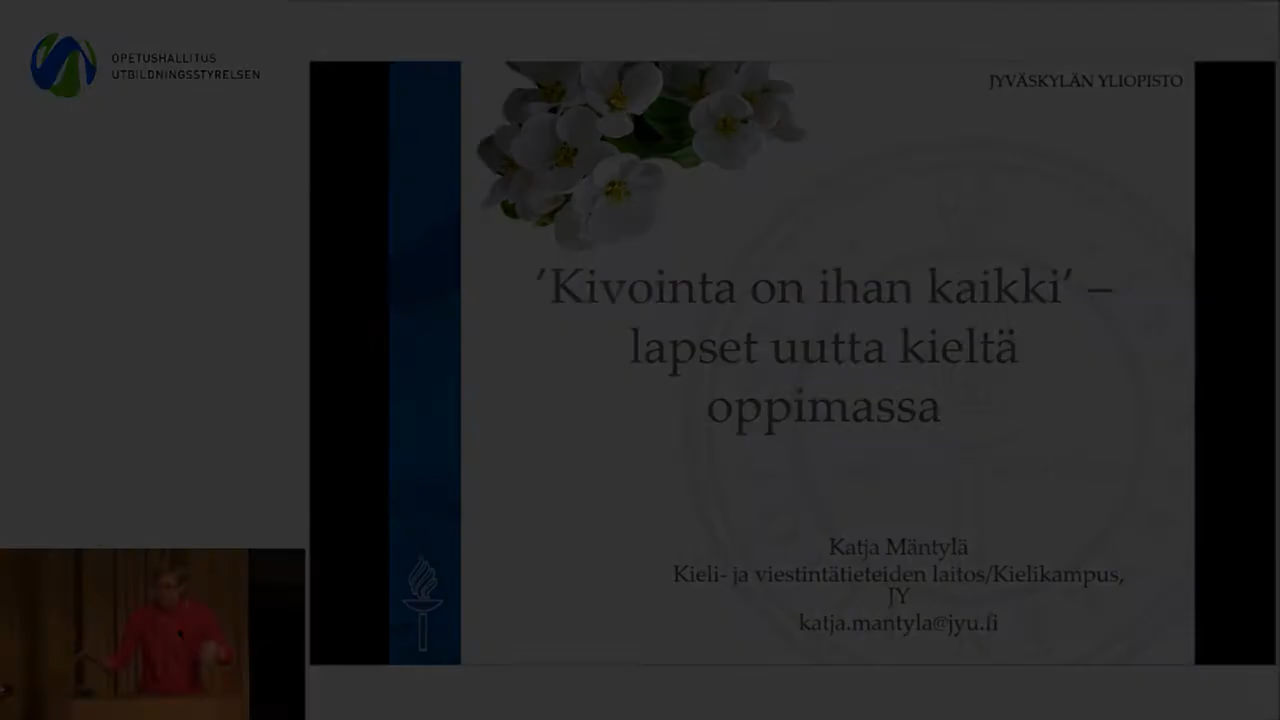 OPETUSHALLITUS
UTBILDNINGSSTYRELSEN
JYVÄSKYLÄN YLIOPISTO
’Kivointa on ihan kaikki’ –
lapset uutta kieltä
oppimassa
Katja Mäntylä
Kieli- ja viestintätieteiden laitos/Kielikampus,
JY
katja.mantyla@jyu.fi